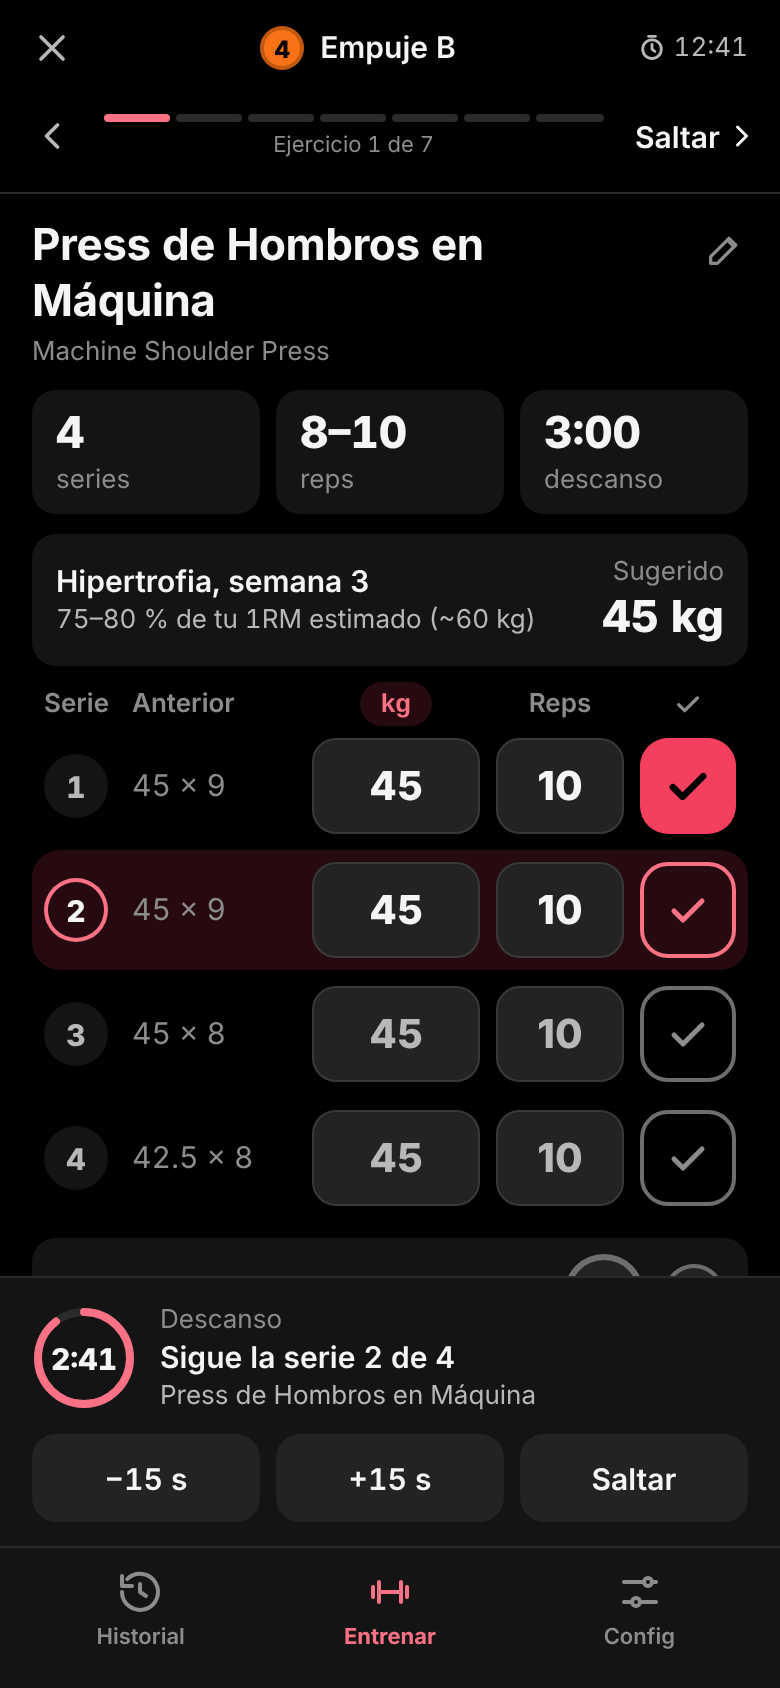 4 Empuje B 12:41
Ejercicio 1 de 7
Saltar
Press de Hombros en
Máquina
Machine Shoulder Press
4 8–10 3:00
series reps descanso
Hipertrofia, semana 3
75–80 % de tu 1RM estimado (~60 kg)
Sugerido
45 kg
Serie Anterior kg Reps
1 45 × 9 45 10
2 45 × 9 45 10
3 45 × 8 45 10
4 42.5 × 8 45 10
2:41
Descanso
Sigue la serie 2 de 4
Press de Hombros en Máquina
−15 s +15 s Saltar
Historial Entrenar Config